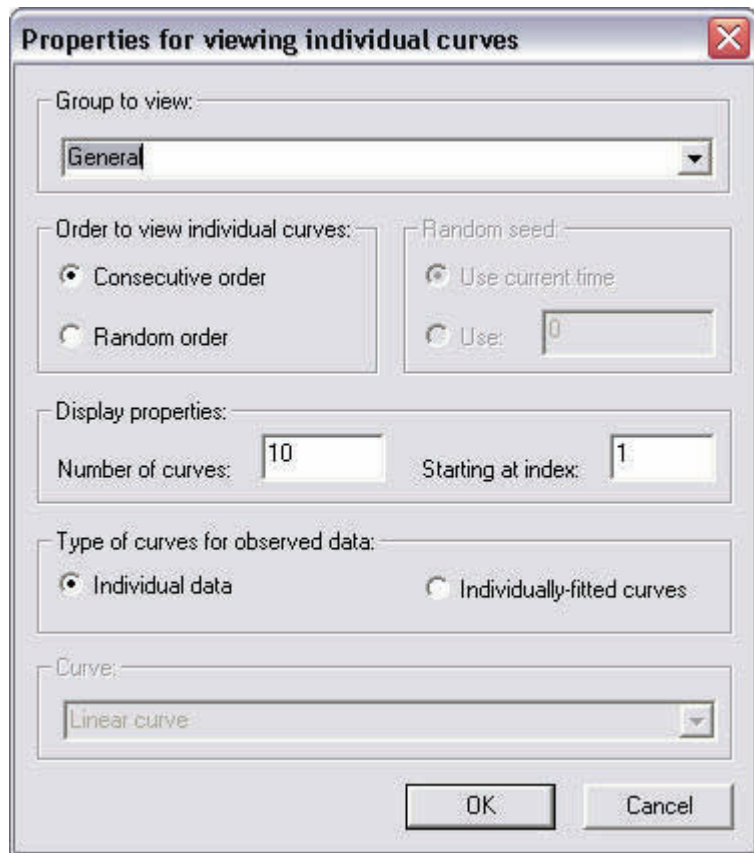 Properties for viewing individual curves
Group to view:
General
Order to view individual curves:
Consecutive order
Random order
Random seed:
Use current time
Use: 0
Display properties:
Number of curves: 10 Starting at index: 1
Type of curves for observed data:
Individual data Individually-fitted curves
Curve:
Linear curve
OK Cancel